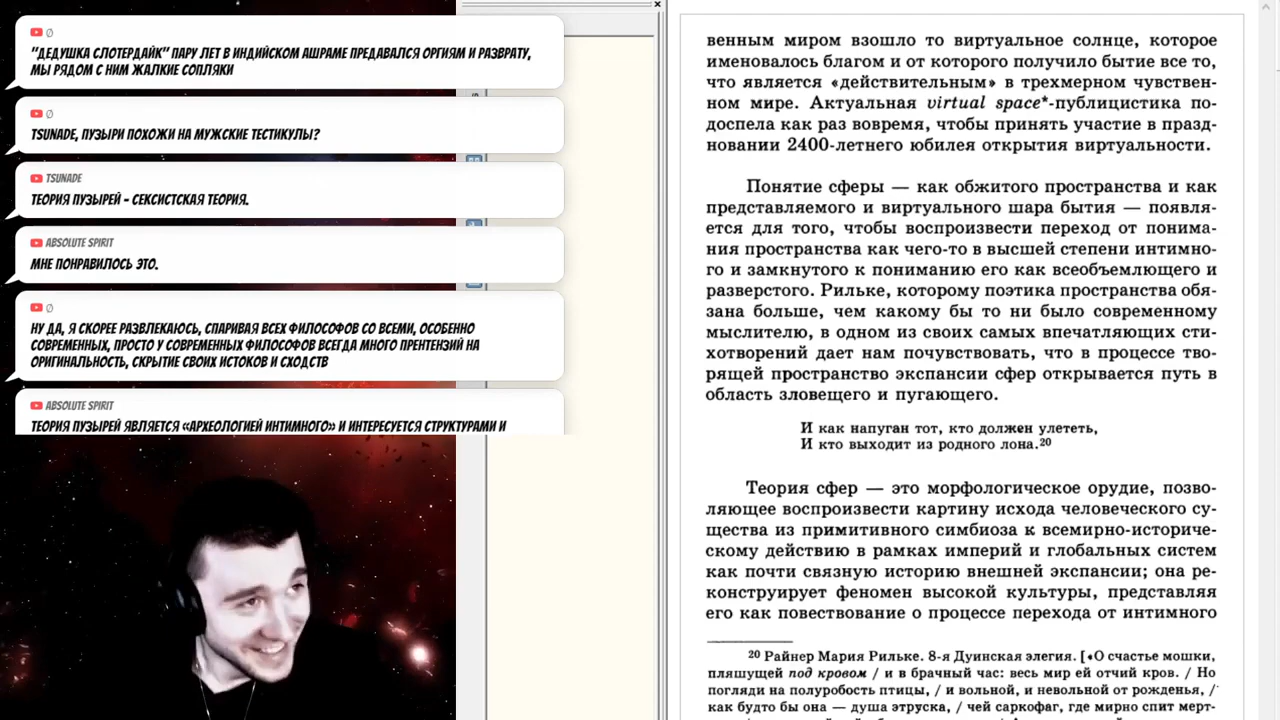 Ø
"ДЕДУШКА СЛОТЕРДАЙК" ПАРУ ЛЕТ В ИНДИЙСКОМ АШРАМЕ ПРЕДАВАЛСЯ ОРГИЯМ И РАЗВРАТУ,
МЫ РЯДОМ С НИМ ЖАЛКИЕ СОПЛЯКИ
Ø
TSUNADE, ПУЗЫРИ ПОХОЖИ НА МУЖСКИЕ ТЕСТИКУЛЫ?
TSUNADE
ТЕОРИЯ ПУЗЫРЕЙ - СЕКСИСТСКАЯ ТЕОРИЯ.
ABSOLUTE SPIRIT
МНЕ ПОНРАВИЛОСЬ ЭТО.
Ø
НУ ДА, Я СКОРЕЕ РАЗВЛЕКАЮСЬ, СПАРИВАЯ ВСЕХ ФИЛОСОФОВ СО ВСЕМИ, ОСОБЕННО
СОВРЕМЕННЫХ, ПРОСТО У СОВРЕМЕННЫХ ФИЛОСОФОВ ВСЕГДА МНОГО ПРЕНТЕНЗИЙ НА
ОРИГИНАЛЬНОСТЬ, СКРЫТИЕ СВОИХ ИСТОКОВ И СХОДСТВ
ABSOLUTE SPIRIT
ТЕОРИЯ ПУЗЫРЕЙ ЯВЛЯЕТСЯ «АРХЕОЛОГИЕЙ ИНТИМНОГО» И ИНТЕРЕСУЕТСЯ СТРУКТУРАМИ И
венным миром взошло то виртуальное солнце, которое
именовалось благом и от которого получило бытие все то,
что является «действительным» в трехмерном чувствен-
ном мире. Актуальная virtual space*-публицистика по-
доспела как раз вовремя, чтобы принять участие в празд-
новании 2400-летнего юбилея открытия виртуальности.
Понятие сферы — как обжитого пространства и как
представляемого и виртуального шара бытия — появля-
ется для того, чтобы воспроизвести переход от понима-
ния пространства как чего-то в высшей степени интимно-
го и замкнутого к пониманию его как всеобъемлющего и
разверстого. Рильке, которому поэтика пространства обя-
зана больше, чем какому бы то ни было современному
мыслителю, в одном из своих самых впечатляющих сти-
хотворений дает нам почувствовать, что в процессе тво-
рящей пространство экспансии сфер открывается путь в
область зловещего и пугающего.
И как напуган тот, кто должен улететь,
И кто выходит из родного лона.20
Теория сфер — это морфологическое орудие, позво-
ляющее воспроизвести картину исхода человеческого су-
щества из примитивного симбиоза к всемирно-историче-
скому действию в рамках империй и глобальных систем
как почти связную историю внешней экспансии; она ре-
конструирует феномен высокой культуры, представляя
его как повествование о процессе перехода от интимного
20 Райнер Мария Рильке. 8-я Дуинская элегия. [«О счастье мошки,
пляшущей под кровом / и в брачный час: весь мир ей отчий кров. / Но
погляди на полуробость птицы, / и вольной, и невольной от рожденья, /
как будто бы она — душа этруска, / чей саркофаг, где мирно спит мерт-